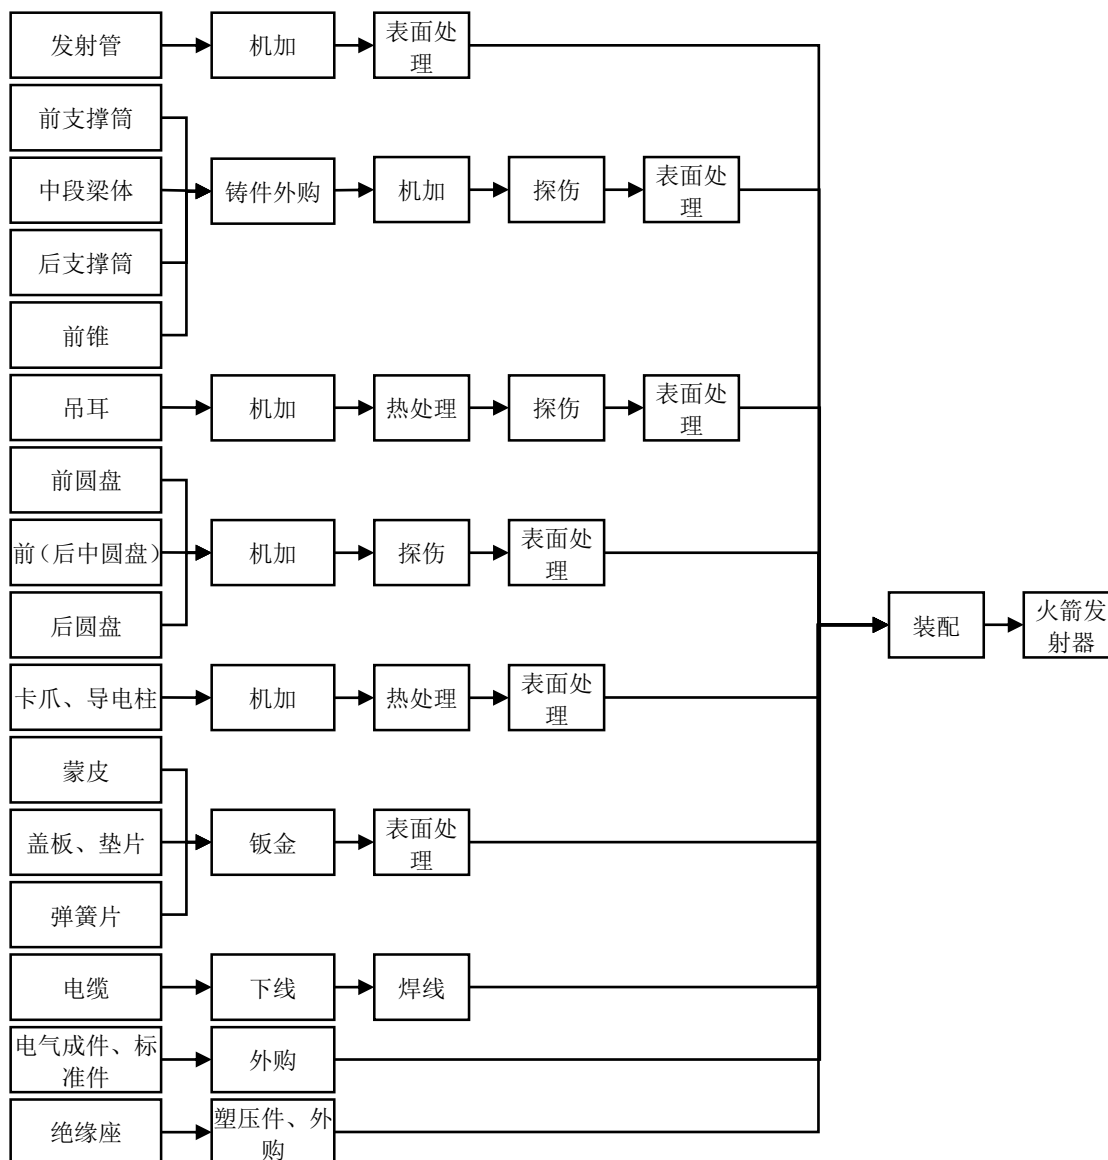 发射管
机加
表面处
理
前支撑筒
中段梁体
铸件外购
机加
探伤
表面处
理
后支撑筒
前锥
吊耳
机加
热处理
探伤
表面处
理
前圆盘
前（后中圆盘）
机加
探伤
表面处
理
后圆盘
装配
火箭发
射器
卡爪、导电柱
机加
热处理
表面处
理
蒙皮
盖板、垫片
钣金
表面处
理
弹簧片
电缆
下线
焊线
电气成件、标
准件
外购
绝缘座
塑压件、外
购